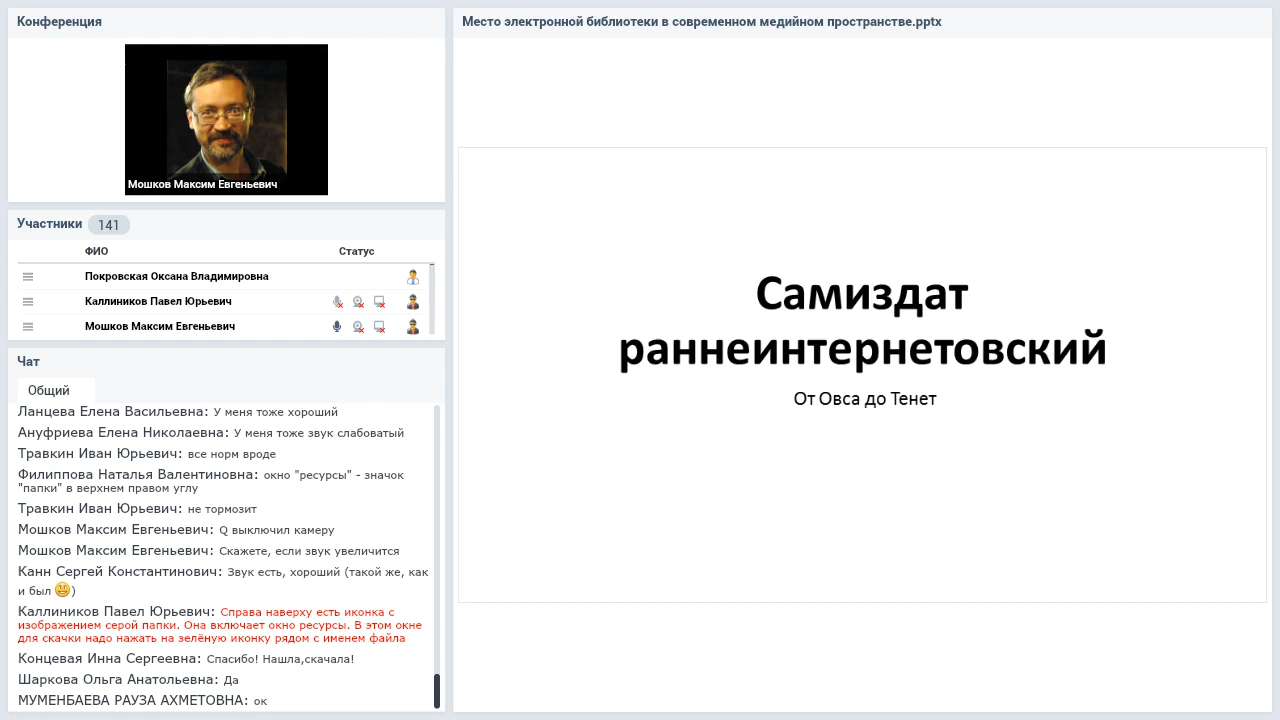 Конференция
Мошков Максим Евгеньевич
Участники 141
ФИО Статус
Покровская Оксана Владимировна
Каллиников Павел Юрьевич
Мошков Максим Евгеньевич
Чат
Общий
Ланцева Елена Васильевна: У меня тоже хороший
Ануфриева Елена Николаевна: У меня тоже звук слабоватый
Травкин Иван Юрьевич: все норм вроде
Филиппова Наталья Валентиновна: окно "ресурсы" - значок
"папки" в верхнем правом углу
Травкин Иван Юрьевич: не тормозит
Мошков Максим Евгеньевич: Q выключил камеру
Мошков Максим Евгеньевич: Скажете, если звук увеличится
Канн Сергей Константинович: Звук есть, хороший (такой же, как
и был )
Каллиников Павел Юрьевич: Справа наверху есть иконка с
изображением серой папки. Она включает окно ресурсы. В этом окне
для скачки надо нажать на зелёную иконку рядом с именем файла
Концевая Инна Сергеевна: Спасибо! Нашла,скачала!
Шаркова Ольга Анатольевна: Да
МУМЕНБАЕВА РАУЗА АХМЕТОВНА: ок
Место электронной библиотеки в современном медийном пространстве.pptx
Самиздат
раннеинтернетовский
От Овса до Тенет